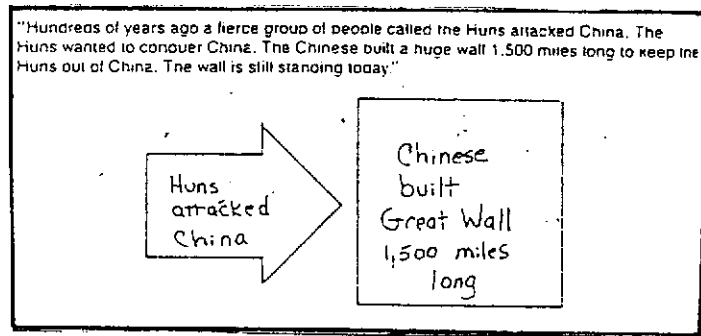 "Hundreds of years ago a fierce group of people called the Huns attacked China. The
Huns wanted to conquer China. The Chinese built a huge wall 1,500 miles long to keep the
Huns out of China. The wall is still standing today."
Huns
attacked
China
Chinese
built
Great Wall
1,500 miles
long